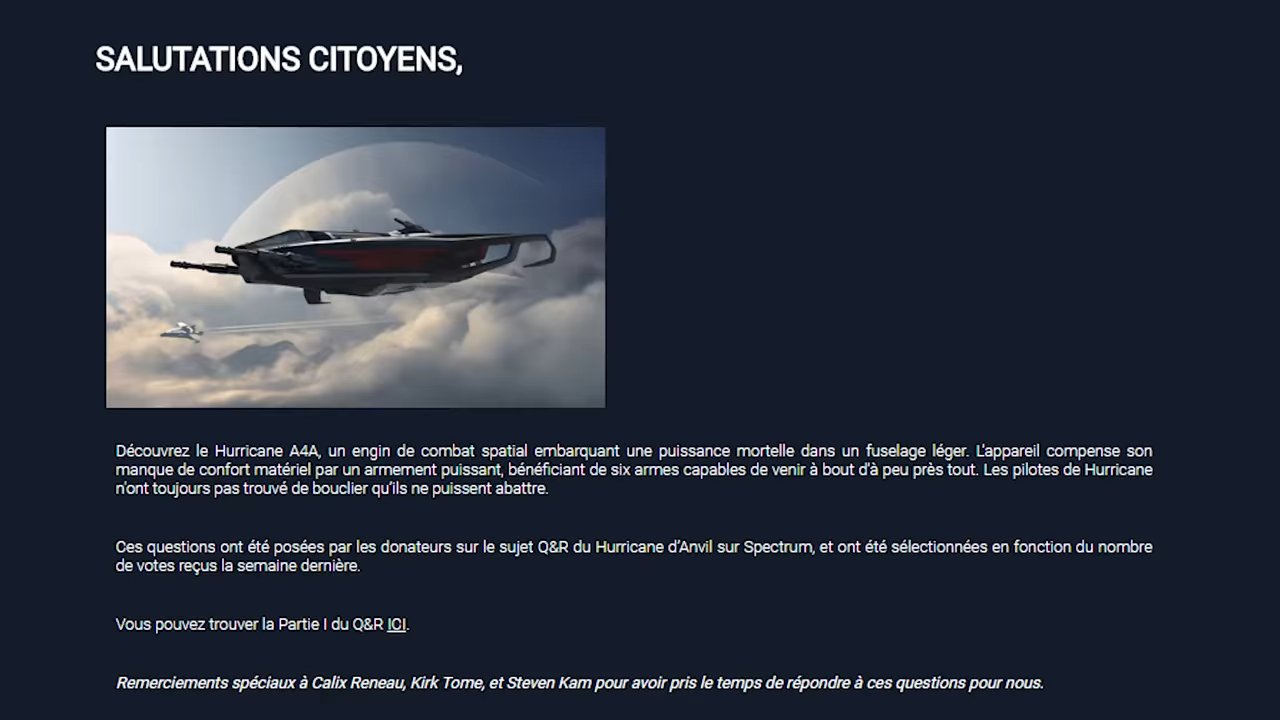 SALUTATIONS CITOYENS,
Découvrez le Hurricane A4A, un engin de combat spatial embarquant une puissance mortelle dans un fuselage léger. L'appareil compense son
manque de confort matériel par un armement puissant, bénéficiant de six armes capables de venir à bout d'à peu près tout. Les pilotes de Hurricane
n'ont toujours pas trouvé de bouclier qu'ils ne puissent abattre.
Ces questions ont été posées par les donateurs sur le sujet Q&R du Hurricane d'Anvil sur Spectrum, et ont été sélectionnées en fonction du nombre
de votes reçus la semaine dernière.
Vous pouvez trouver la Partie I du Q&R ICI.
Remerciements spéciaux à Calix Reneau, Kirk Tome, et Steven Kam pour avoir pris le temps de répondre à ces questions pour nous.